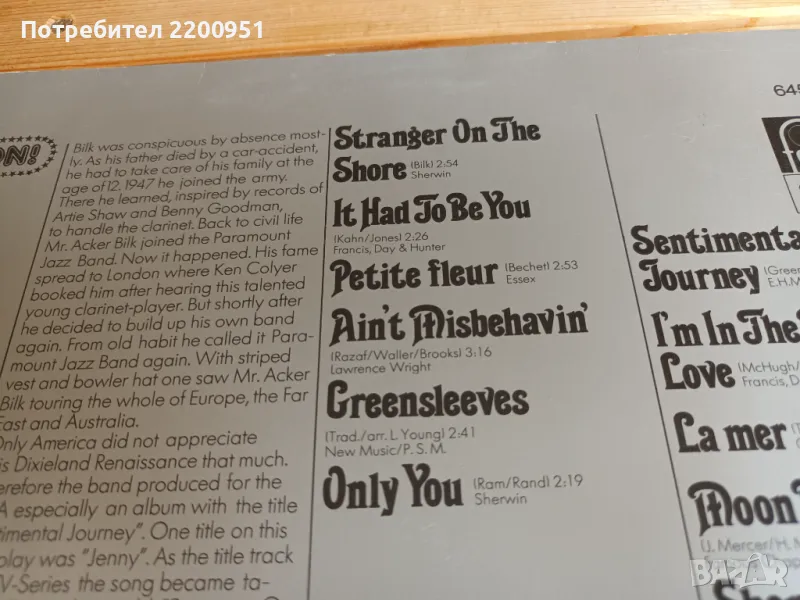 Потребител 2200951
ON!
Bilk was conspicuous by absence most-
ly. As his father died by a car-accident,
he had to take care of his family at the
age of 12. 1947 he joined the army.
There he learned, inspired by records of
Artie Shaw and Benny Goodman,
to handle the clarinet. Back to civil life
Mr. Acker Bilk joined the Paramount
Jazz Band. Now it happened. His fame
spread to London where Ken Colyer
booked him after hearing this talented
young clarinet-player. But shortly after
he decided to build up his own band
again. From old habit he called it Para-
mount Jazz Band again. With striped
vest and bowler hat one saw Mr. Acker
Bilk touring the whole of Europe, the Far
East and Australia.
Only America did not appreciate
is Dixieland Renaissance that much.
erefore the band produced for the
A especially an album with the title
timental Journey". One title on this
play was "Jenny". As the title track
V-Series the song became ta-
Stranger On The
Shore (Bilk) 2:54
Sherwin
It Had To Be You
(Kahn/Jones) 2:26
Francis, Day & Hunter
Petite fleur (Bechet) 2:53
Essex
Ain't Misbehavin'
(Razaf/Waller/Brooks) 3:16
Lawrence Wright
Greensleeves
(Trad./arr. L. Young) 2:41
New Music/P.S.M.
Only You (Ram/Rand) 2:19
Sherwin
645
Sentimenta
Journey (Green
E.H.M
I'm In The
Love (McHugh/
Francis, D
La mer (T
Moon
(J. Mercer/H. M
BAZAR